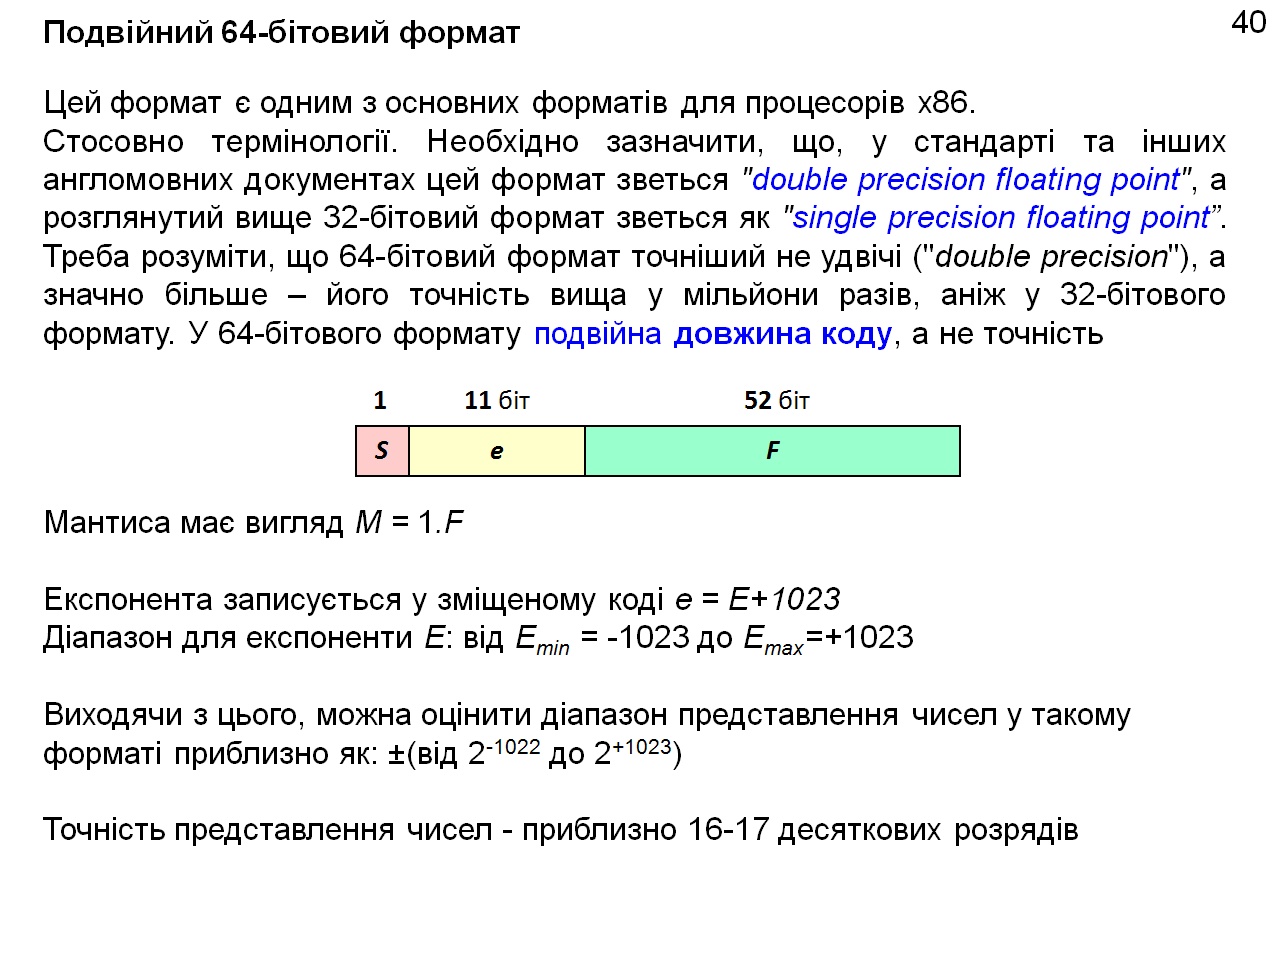 40
Подвійний 64-бітовий формат
Цей формат є одним з основних форматів для процесорів x86.
Стосовно термінології. Необхідно зазначити, що, у стандарті та інших
англомовних документах цей формат зветься "double precision floating point", а
розглянутий вище 32-бітовий формат зветься як "single precision floating point”.
Треба розуміти, що 64-бітовий формат точніший не удвічі ("double precision"), а
значно більше – його точність вища у мільйони разів, аніж у 32-бітового
формату. У 64-бітового формату подвійна довжина коду, а не точність
1 11 біт 52 біт
S e F
Мантиса має вигляд M = 1.F
Експонента записується у зміщеному коді e = E+1023
Діапазон для експоненти E: від Emin = -1023 до Emax=+1023
Виходячи з цього, можна оцінити діапазон представлення чисел у такому
форматі приблизно як: ±(від 2-1022 до 2+1023)
Точність представлення чисел - приблизно 16-17 десяткових розрядів